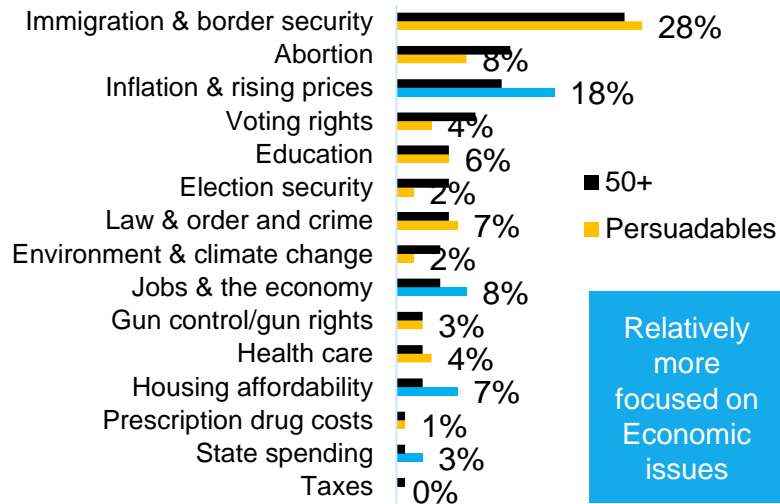 Immigration & border security 28%
Abortion 8%
Inflation & rising prices 18%
Voting rights 4%
Education 6%
Election security 2%
Law & order and crime 7%
Environment & climate change 2%
Jobs & the economy 8%
Gun control/gun rights 3%
Health care 4%
Housing affordability 7%
Prescription drug costs 1%
State spending 3%
Taxes 0%
50+
Persuadables
Relatively
more
focused on
Economic
issues